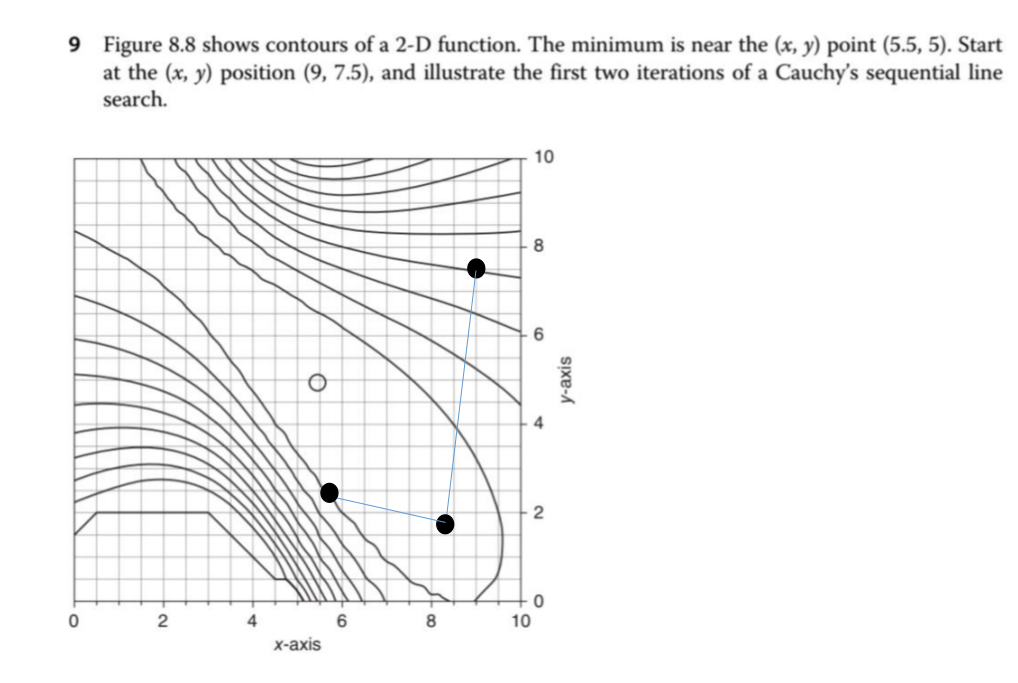 9 Figure 8.8 shows contours of a 2-D function. The minimum is near the (x, y) point (5.5, 5). Start
at the (x, y) position (9, 7.5), and illustrate the first two iterations of a Cauchy’s sequential line
search.
10
8
6
y-axis
4
2
0
0 2 4 6 8 10
x-axis